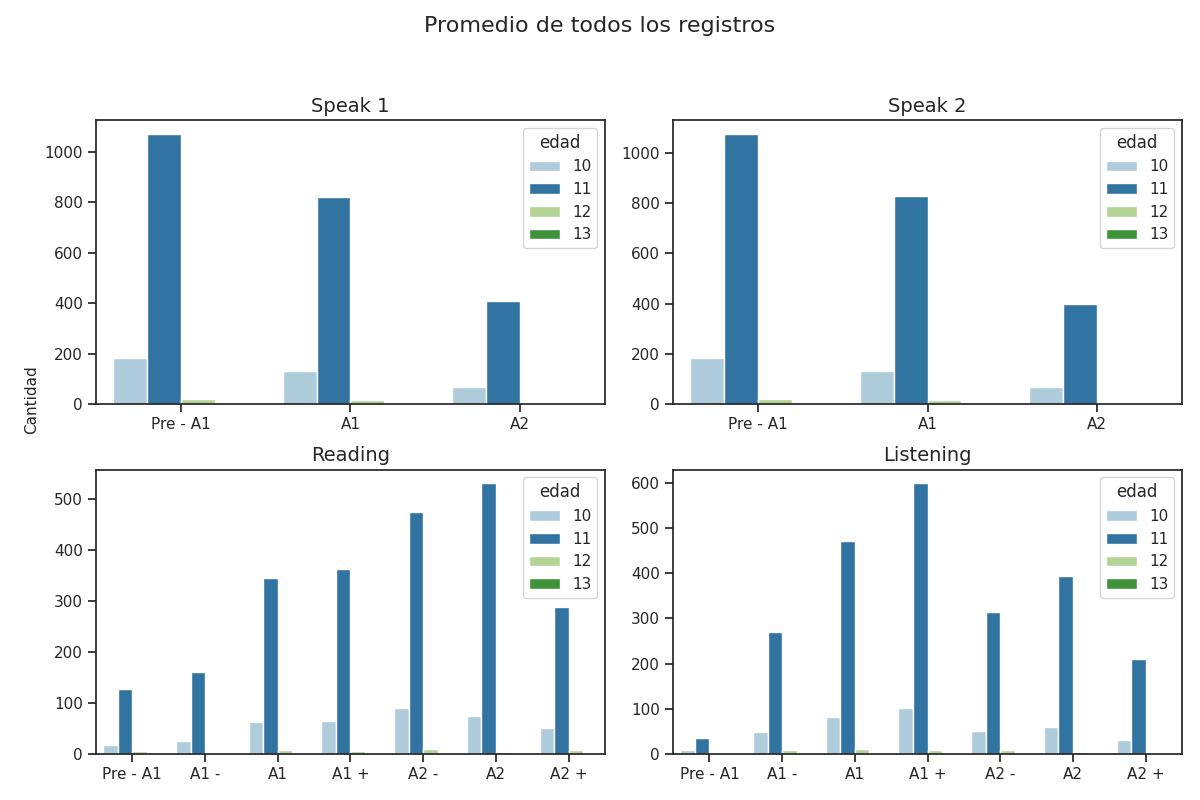 Promedio de todos los registros
Speak 1
1000
800
600
400
200
0
Pre - A1 A1 A2
edad
10
11
12
13
Speak 2
1000
800
600
400
200
0
Pre - A1 A1 A2
edad
10
11
12
13
Cantidad
Reading
500
400
300
200
100
0
Pre - A1 A1 - A1 A1 + A2 - A2 A2 +
edad
10
11
12
13
Listening
600
500
400
300
200
100
0
Pre - A1 A1 - A1 A1 + A2 - A2 A2 +
edad
10
11
12
13